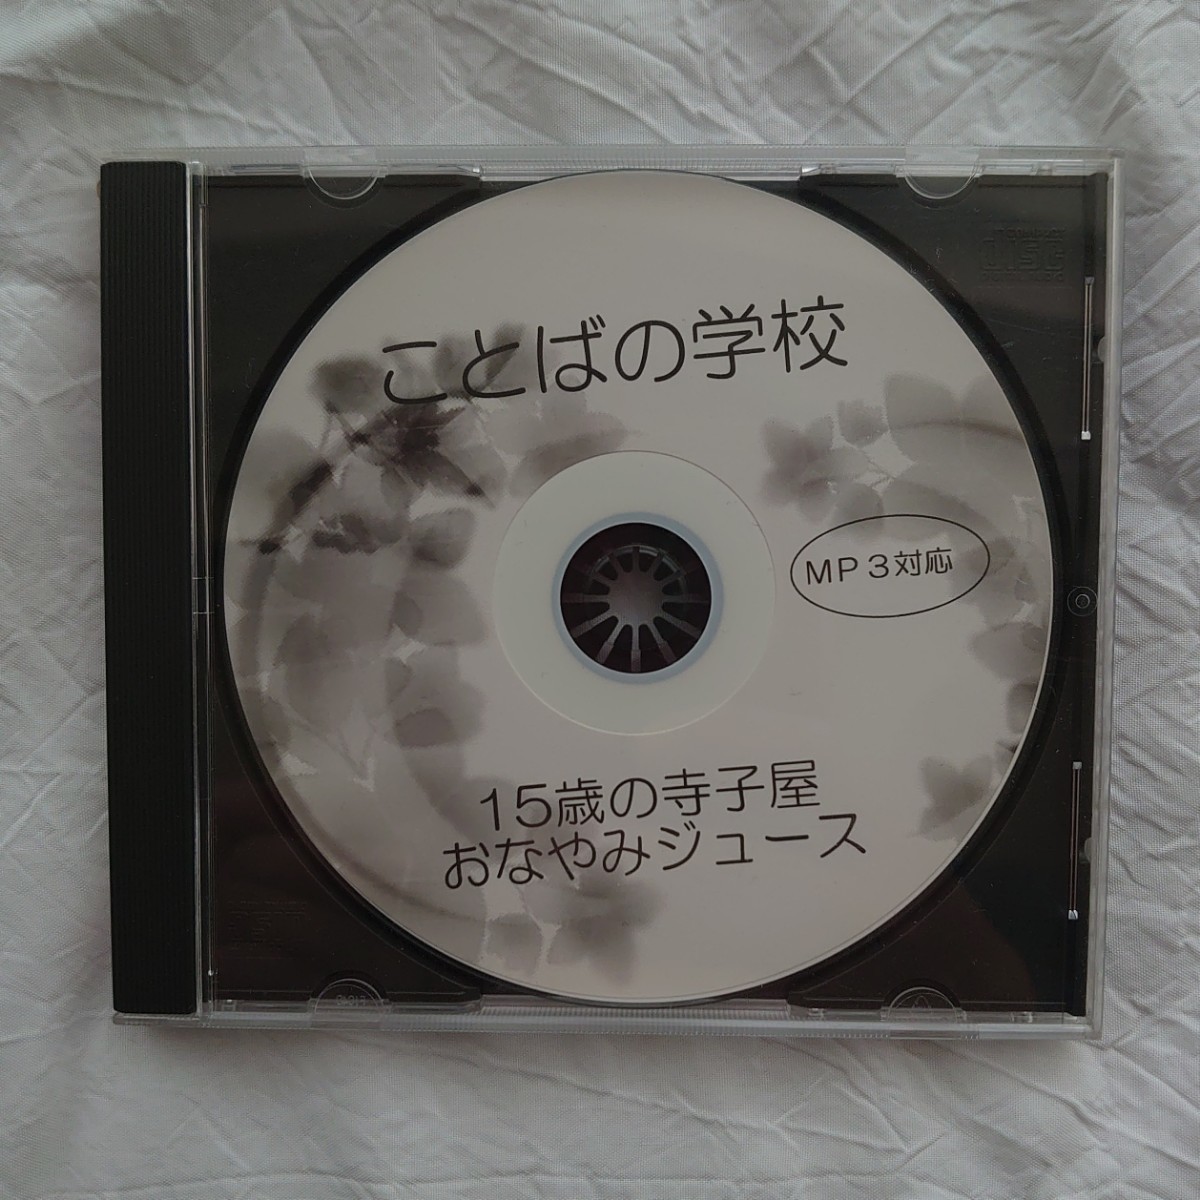 ことばの学校
MP3対応
15歳の寺子屋
おなやみジュース